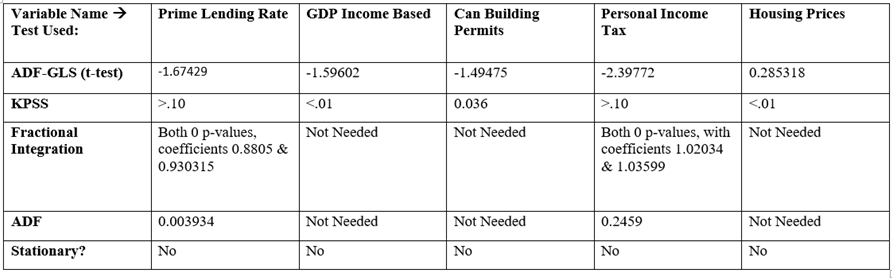 Variable Name → Prime Lending Rate GDP Income Based Can Building Personal Income Housing Prices
Test Used: Permits Tax
ADF-GLS (t-test) -1.67429 -1.59602 -1.49475 -2.39772 0.285318
KPSS >.10 <.01 0.036 >.10 <.01
Fractional Both 0 p-values, Not Needed Not Needed Both 0 p-values, with Not Needed
Integration coefficients 0.8805 & coefficients 1.02034
0.930315 & 1.03599
ADF 0.003934 Not Needed Not Needed 0.2459 Not Needed
Stationary? No No No No No